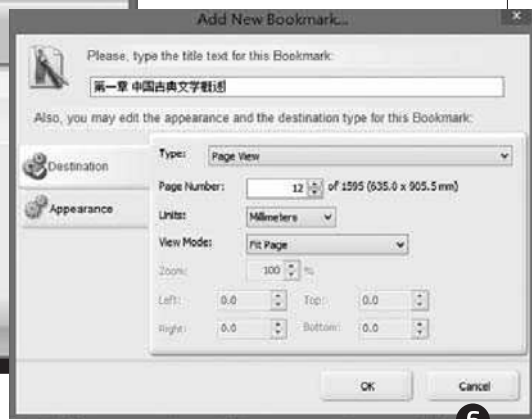 Add New Bookmark...
Please, type the title text for this Bookmark:
第一章 中国古典文学概述
Also, you may edit the appearance and the destination type for this Bookmark:
Destination
Appearance
Type: Page View
Page Number: 12 of 1595 (635.0 x 905.5 mm)
Units: Millimeters
View Mode: Fit Page
Zoom: 100 %
Left: 0.0 Top: 0.0
Right: 0.0 Bottom: 0.0
OK Cancel
6